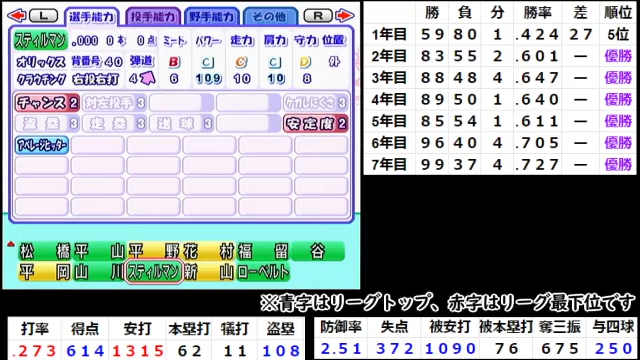 L 選手能力 投手能力 野手能力 その他 R
スティルマン .000 0本 0点 ミート パワー 走力 肩力 守力 位置
オリックス 背番号 40 弾道 B C C C D 外
クラウチング 右投右打 4 6 109 10 10 8
チャンス 2 対左投手 3 ケガしにくさ 3
盗塁 3 走塁 3 送球 3 安定度 2
アベレージヒッター
松橋 平山 平野 花村 福留 谷
平岡 山川 スティルマン 新山 ローベルト
勝 負 分 勝率 差 順位
1年目 59 80 1 .424 27 5位
2年目 83 55 2 .601 ― 優勝
3年目 88 48 4 .647 ― 優勝
4年目 89 50 1 .640 ― 優勝
5年目 85 54 1 .611 ― 優勝
6年目 96 40 4 .705 ― 優勝
7年目 99 37 4 .727 ― 優勝
※青字はリーグトップ、赤字はリーグ最下位です
打率 得点 安打 本塁打 犠打 盗塁
.273 614 1315 62 11 108
防御率 失点 被安打 被本塁打 奪三振 与四球
2.51 372 1090 76 675 250